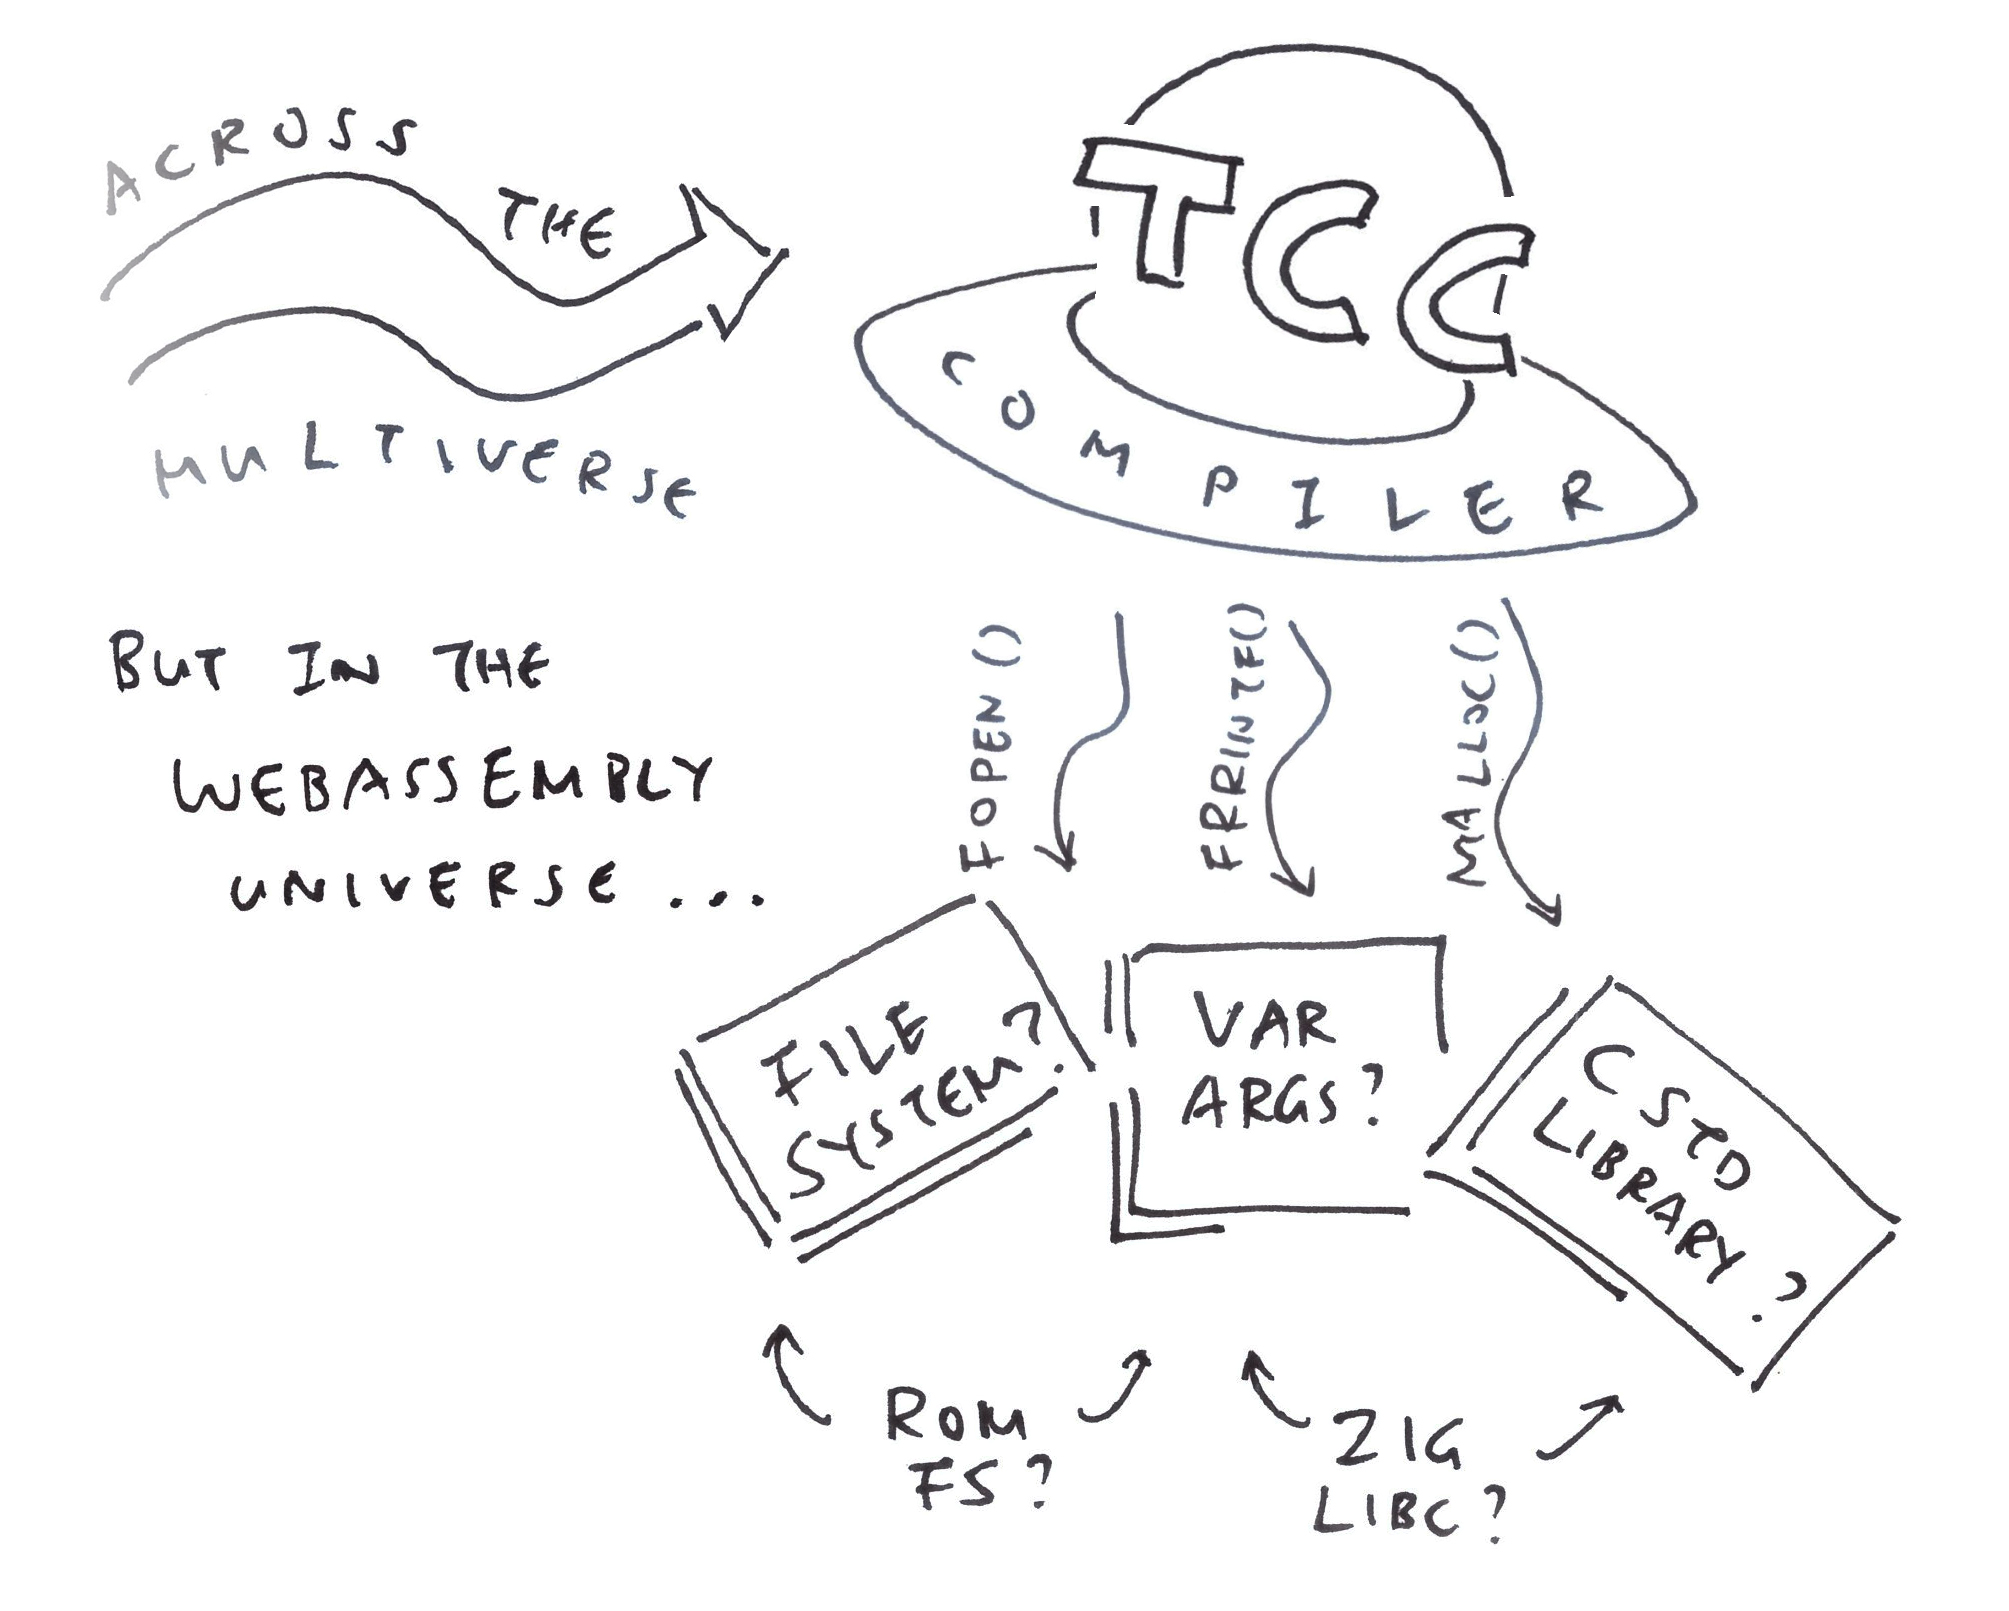 ACROSS
THE
MULTIVERSE
TCC
COMPILER
BUT IN THE
WEBASSEMBLY
UNIVERSE ...
FOPEN()
FRRINTF()
MALLOC()
FILE
SYSTEM?
VAR
ARGS?
C STD
LIBRARY?
ROM
FS?
ZIG
LIBC?